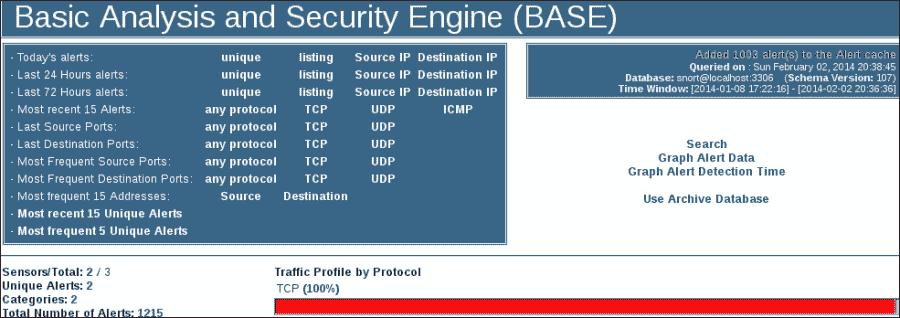 Basic Analysis and Security Engine (BASE)
· Today's alerts: unique listing Source IP Destination IP
· Last 24 Hours alerts: unique listing Source IP Destination IP
· Last 72 Hours alerts: unique listing Source IP Destination IP
· Most recent 15 Alerts: any protocol TCP UDP ICMP
· Last Source Ports: any protocol TCP UDP
· Last Destination Ports: any protocol TCP UDP
· Most Frequent Source Ports: any protocol TCP UDP
· Most Frequent Destination Ports: any protocol TCP UDP
· Most frequent 15 Addresses: Source Destination
· Most recent 15 Unique Alerts
· Most frequent 5 Unique Alerts
Added 1003 alert(s) to the Alert cache
Queried on : Sun February 02, 2014 20:38:45
Database: snort@localhost:3306 (Schema Version: 107)
Time Window: [2014-01-08 17:22:16] - [2014-02-02 20:36:36]
Search
Graph Alert Data
Graph Alert Detection Time
Use Archive Database
Sensors/Total: 2 / 3
Unique Alerts: 2
Categories: 2
Total Number of Alerts: 1215
Traffic Profile by Protocol
TCP (100%)